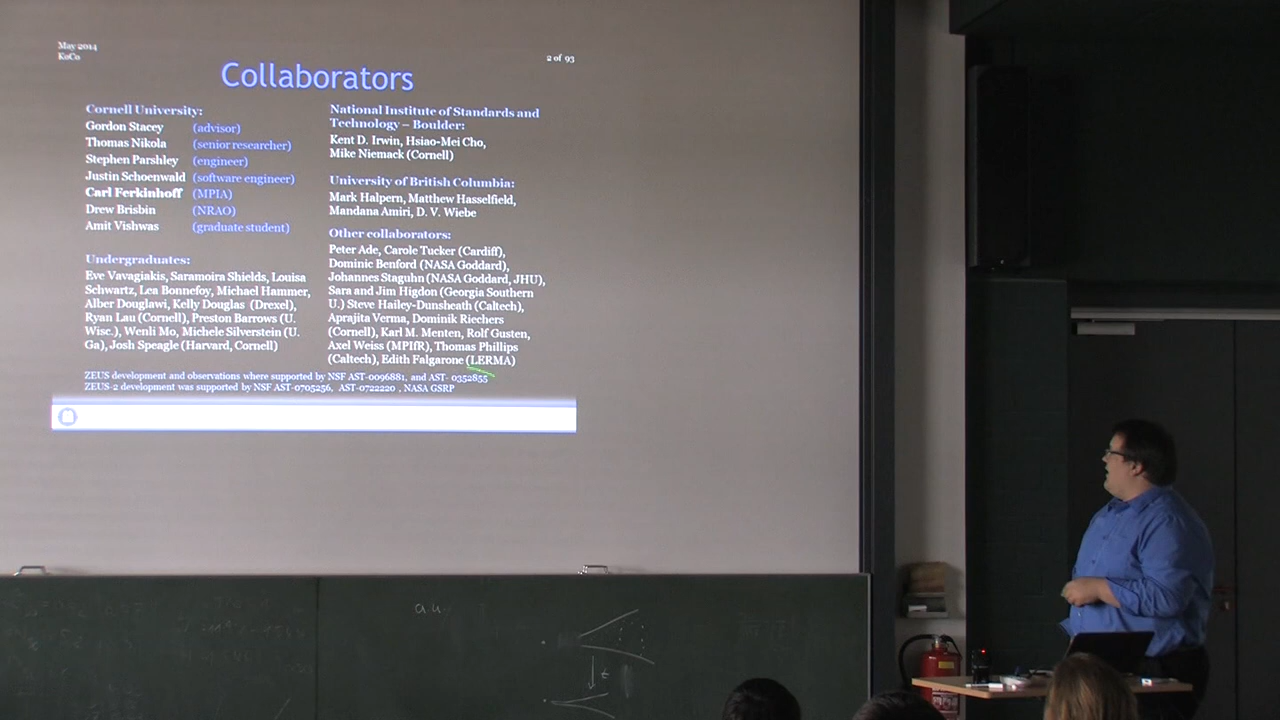 May 2014
KoCo
2 of 93
Collaborators
Cornell University:
Gordon Stacey (advisor)
Thomas Nikola (senior researcher)
Stephen Parshley (engineer)
Justin Schoenwald (software engineer)
Carl Ferkinhoff (MPIA)
Drew Brisbin (NRAO)
Amit Vishwas (graduate student)
Undergraduates:
Eve Vavagiakis, Saramoira Shields, Louisa
Schwartz, Lea Bonnefoy, Michael Hammer,
Alber Douglawi, Kelly Douglas (Drexel),
Ryan Lau (Cornell), Preston Barrows (U.
Wisc.), Wenli Mo, Michele Silverstein (U.
Ga), Josh Speagle (Harvard, Cornell)
National Institute of Standards and
Technology – Boulder:
Kent D. Irwin, Hsiao-Mei Cho,
Mike Niemack (Cornell)
University of British Columbia:
Mark Halpern, Matthew Hasselfield,
Mandana Amiri, D. V. Wiebe
Other collaborators:
Peter Ade, Carole Tucker (Cardiff),
Dominic Benford (NASA Goddard),
Johannes Staguhn (NASA Goddard, JHU),
Sara and Jim Higdon (Georgia Southern
U.) Steve Hailey-Dunsheath (Caltech),
Aprajita Verma, Dominik Riechers
(Cornell), Karl M. Menten, Rolf Gusten,
Axel Weiss (MPIfR), Thomas Phillips
(Caltech), Edith Falgarone (LERMA)
ZEUS development and observations where supported by NSF AST-0096881, and AST- 0352855
ZEUS-2 development was supported by NSF AST-0705256, AST-0722220 , NASA GSRP
a.u.
t